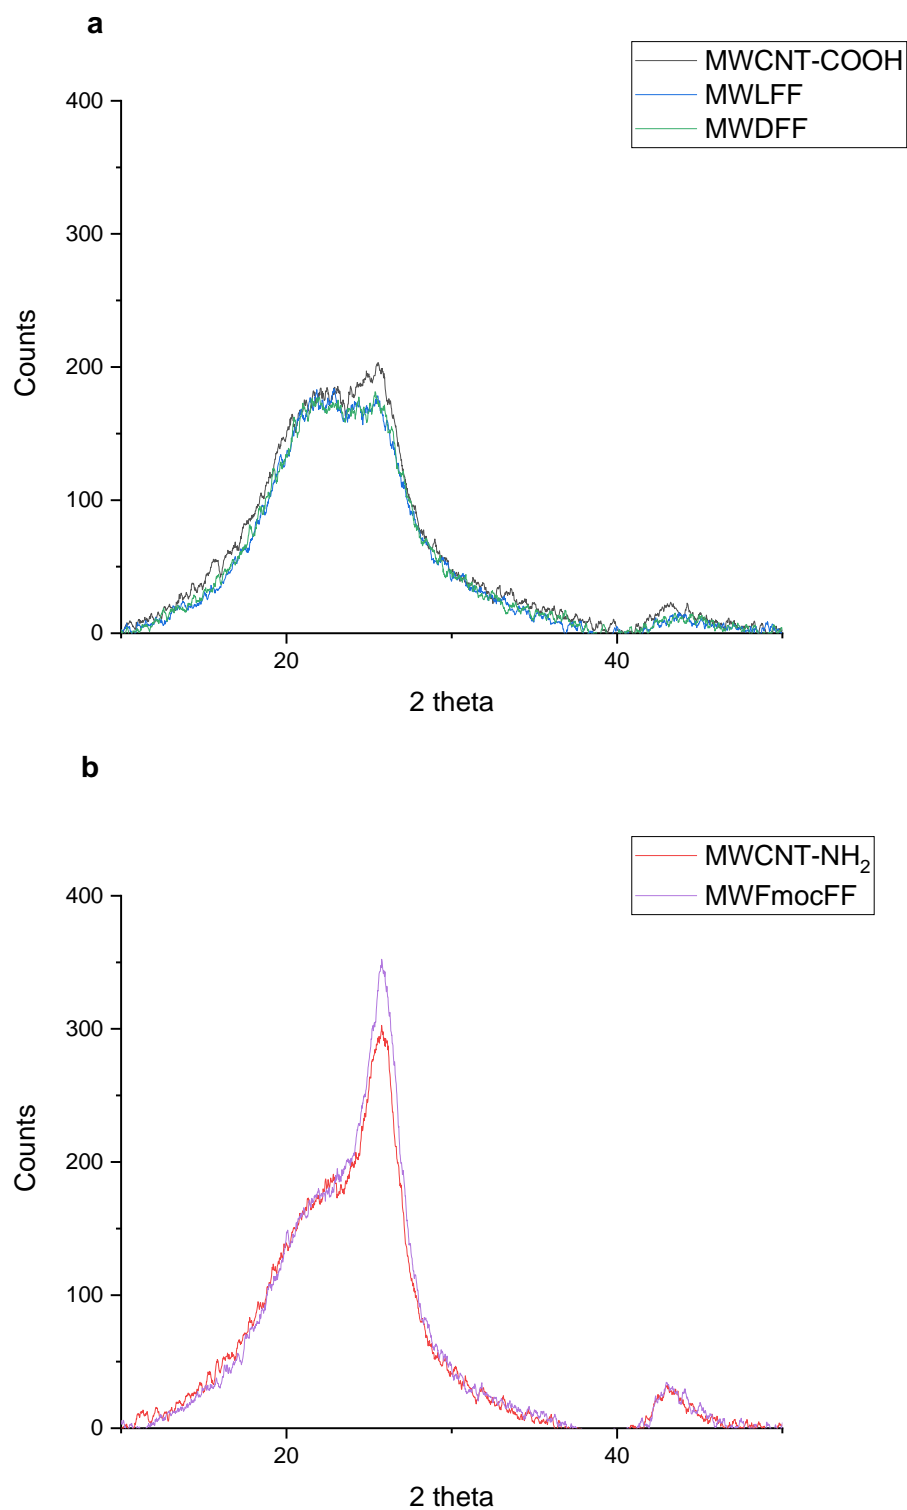 a
MWCNT-COOH
MWLFF
MWDFF
400
300
200
100
0
Counts
20
40
2 theta
b
MWCNT-NH₂
MWFmocFF
400
300
200
100
0
Counts
20
40
2 theta